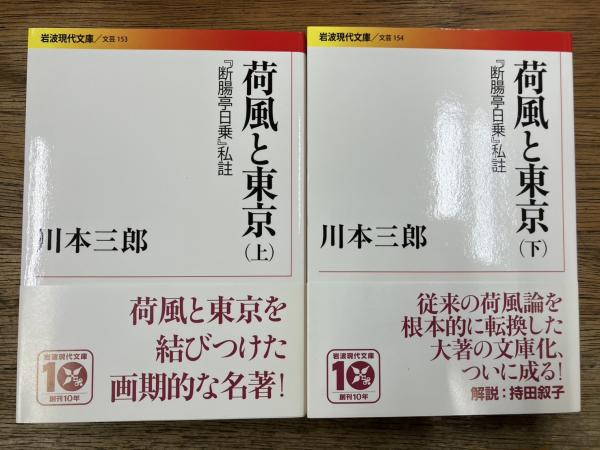 岩波現代文庫／文芸 153
荷風と東京(上)
『断腸亭日乗』私註
川本三郎
荷風と東京を
結びつけた
画期的な名著!
岩波現代文庫
10
創刊10年
岩波現代文庫／文芸 154
荷風と東京(下)
『断腸亭日乗』私註
川本三郎
従来の荷風論を
根本的に転換した
大著の文庫化、
ついに成る!
解説:持田叙子
岩波現代文庫
10
創刊10年